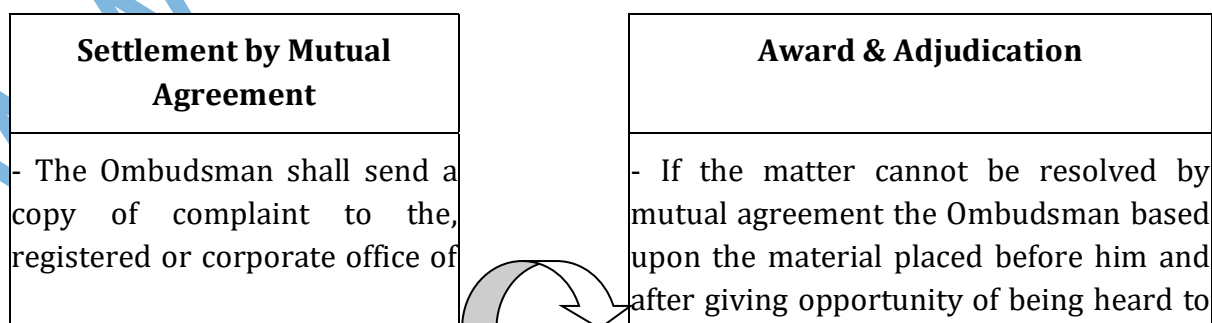 Settlement by Mutual
Agreement
- The Ombudsman shall send a
copy of complaint to the,
registered or corporate office of
Award & Adjudication
- If the matter cannot be resolved by
mutual agreement the Ombudsman based
upon the material placed before him and
after giving opportunity of being heard to